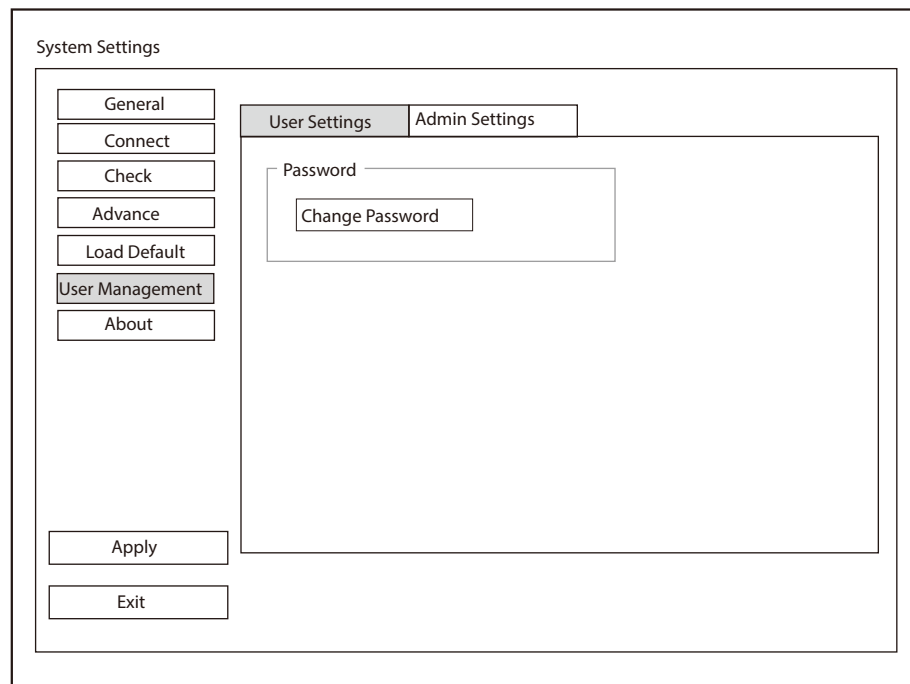 System Settings
General
Connect
Check
Advance
Load Default
User Management
About
Apply
Exit
User Settings
Admin Settings
Password
Change Password